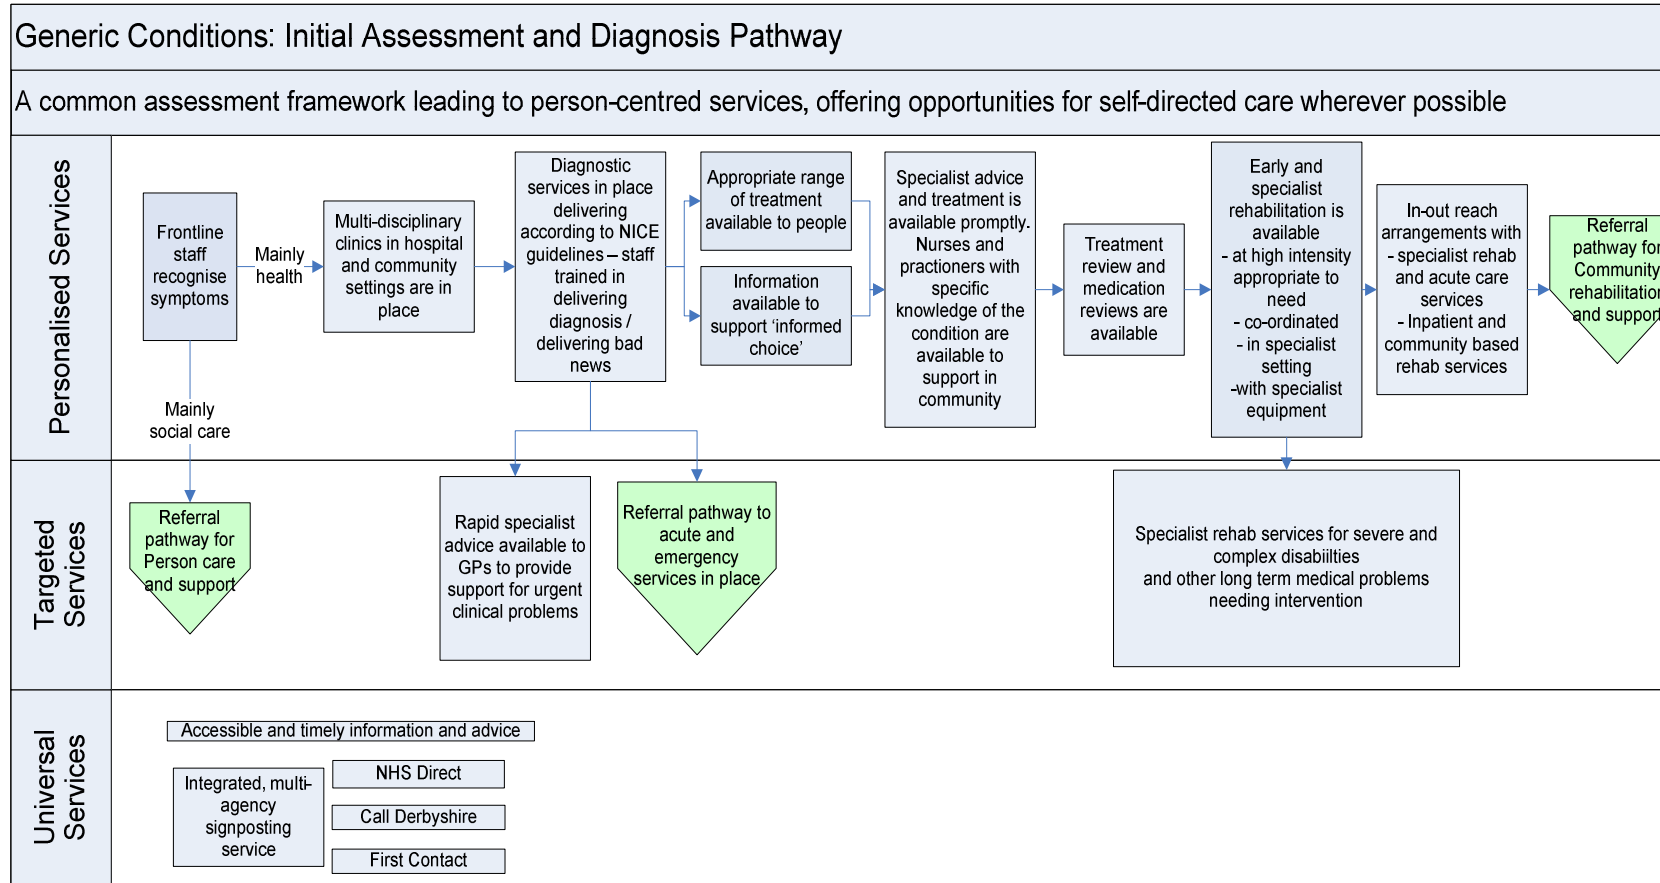 Generic Conditions: Initial Assessment and Diagnosis Pathway
A common assessment framework leading to person-centred services, offering opportunities for self-directed care wherever possible
Personalised Services
Frontline
staff
recognise
symptoms
Mainly
health
Mainly
social care
Multi-disciplinary
clinics in hospital
and community
settings are in
place
Diagnostic
services in place
delivering
according to NICE
guidelines – staff
trained in
delivering
diagnosis /
delivering bad
news
Appropriate range
of treatment
available to people
Information
available to
support ‘informed
choice’
Specialist advice
and treatment is
available promptly.
Nurses and
practioners with
specific
knowledge of the
condition are
available to
support in
community
Treatment
review and
medication
reviews are
available
Early and
specialist
rehabilitation is
available
- at high intensity
appropriate to
need
- co-ordinated
- in specialist
setting
-with specialist
equipment
In-out reach
arrangements with
- specialist rehab
and acute care
services
- Inpatient and
community based
rehab services
Referral
pathway for
Community
rehabilitation
and support
Targeted
Services
Referral
pathway for
Person care
and support
Rapid specialist
advice available to
GPs to provide
support for urgent
clinical problems
Referral pathway to
acute and
emergency
services in place
Specialist rehab services for severe and
complex disabiilties
and other long term medical problems
needing intervention
Universal
Services
Accessible and timely information and advice
Integrated, multi-
agency
signposting
service
NHS Direct
Call Derbyshire
First Contact